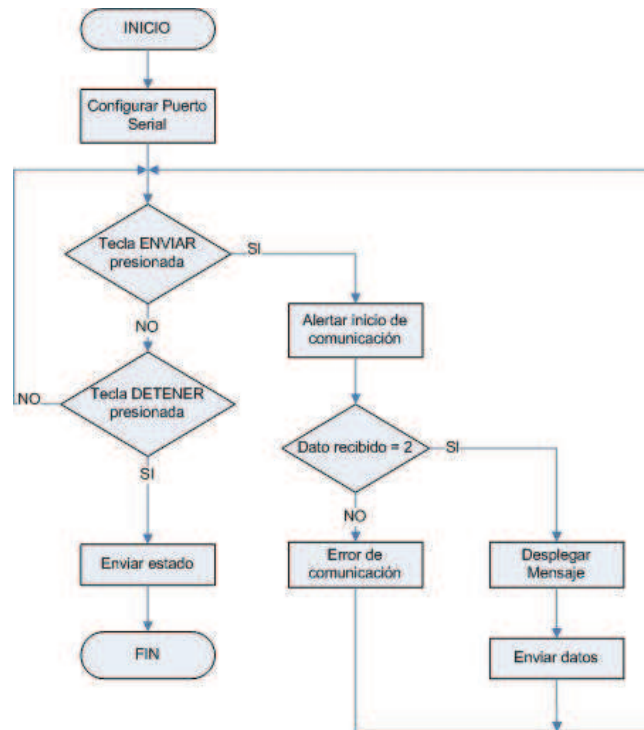 INICIO
Configurar Puerto
Serial
Tecla ENVIAR
presionada
SI
Alertar inicio de
comunicación
NO
Tecla DETENER
presionada
NO
Dato recibido = 2
SI
SI
NO
Enviar estado
Error de
comunicación
Desplegar
Mensaje
FIN
Enviar datos